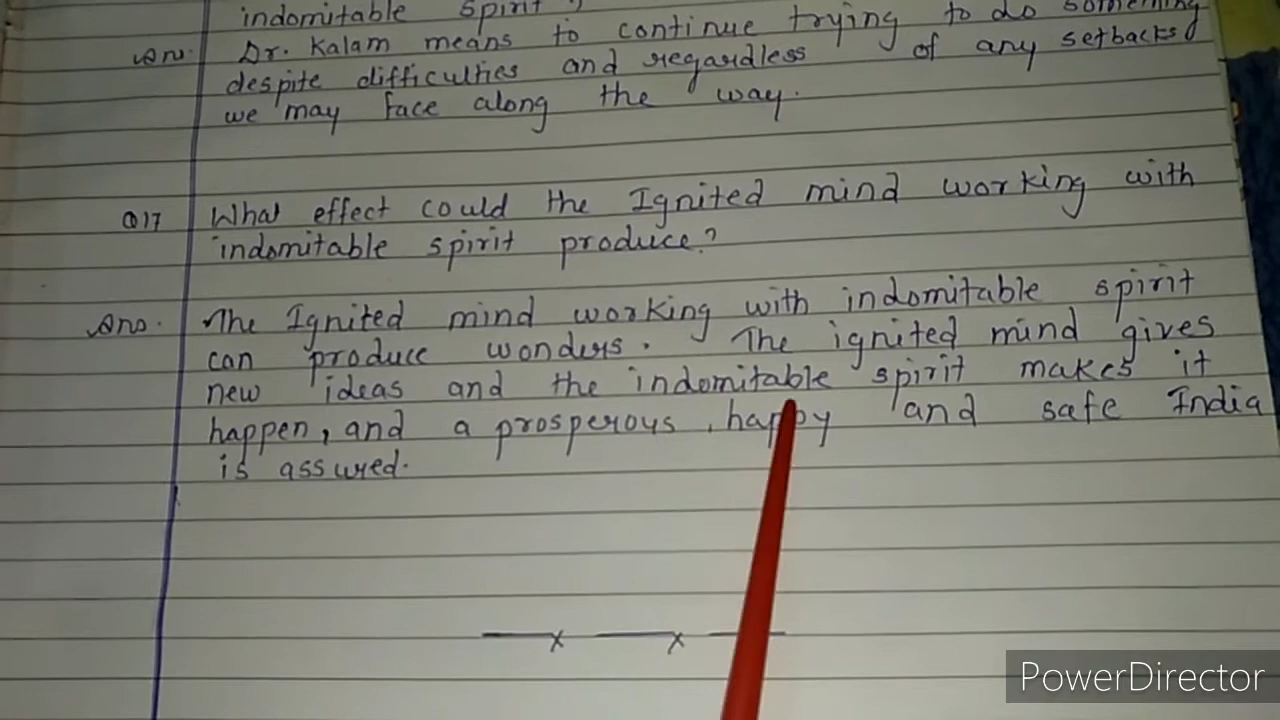 indomitable spirit?
Ans. Dr. Kalam means to continue trying to do something
despite difficulties and regardless of any setbacks
we may face along the way.
Q17 What effect could the Ignited mind working with
indomitable spirit produce?
Ans. The Ignited mind working with indomitable spirit
can produce wonders. The ignited mind gives
new ideas and the indomitable spirit makes it
happen, and a prosperous, happy and safe India
is assured.
PowerDirector